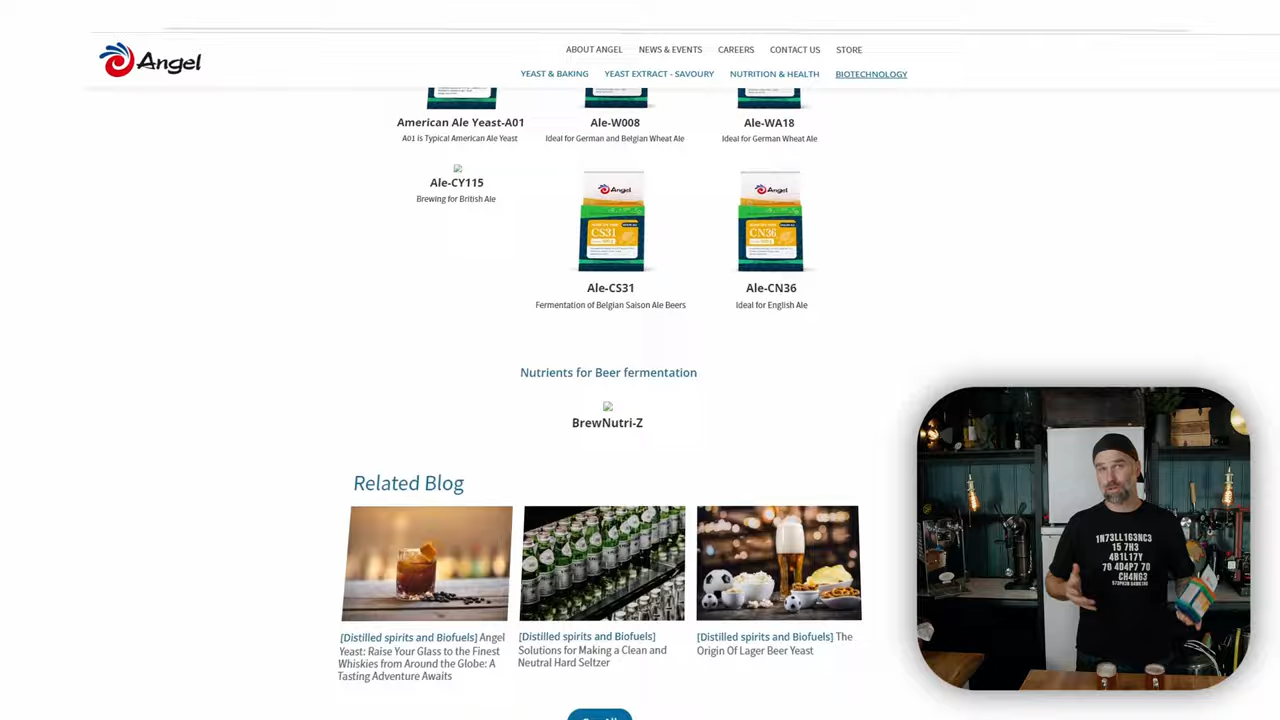 Angel
ABOUT ANGEL NEWS & EVENTS CAREERS CONTACT US STORE
YEAST & BAKING YEAST EXTRACT - SAVOURY NUTRITION & HEALTH BIOTECHNOLOGY
American Ale Yeast-A01
A01 is Typical American Ale Yeast
Ale-W008
Ideal for German and Belgian Wheat Ale
Ale-WA18
Ideal for German Wheat Ale
Ale-CY115
Brewing for British Ale
Angel
CS31
Ale-CS31
Fermentation of Belgian Saison Ale Beers
Angel
CN36
Ale-CN36
Ideal for English Ale
Nutrients for Beer fermentation
BrewNutri-Z
Related Blog
[Distilled spirits and Biofuels] Angel
Yeast: Raise Your Glass to the Finest
Whiskies from Around the Globe: A
Tasting Adventure Awaits
[Distilled spirits and Biofuels]
Solutions for Making a Clean and
Neutral Hard Seltzer
[Distilled spirits and Biofuels] The
Origin Of Lager Beer Yeast
1N73LL1G3NC3
15 7H3
4B1L17Y
70 4D4P7 70
CH4NG3